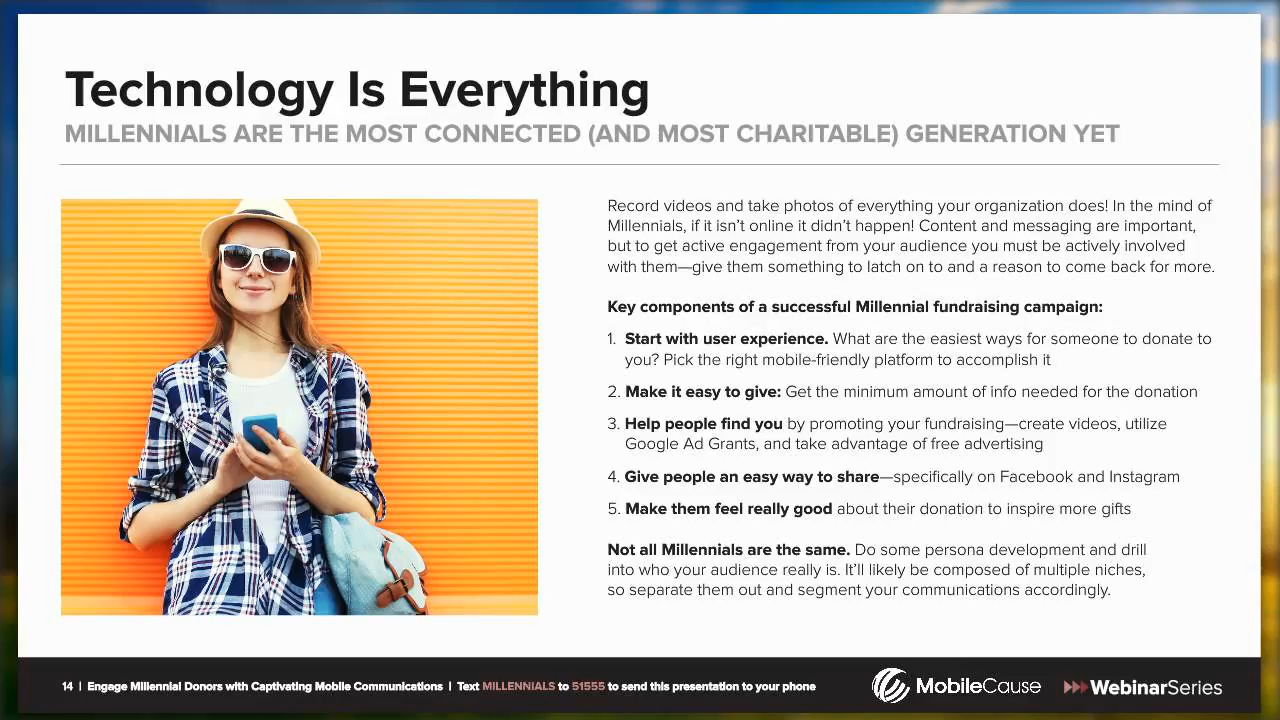 Technology Is Everything
MILLENNIALS ARE THE MOST CONNECTED (AND MOST CHARITABLE) GENERATION YET
Record videos and take photos of everything your organization does! In the mind of
Millennials, if it isn’t online it didn’t happen! Content and messaging are important,
but to get active engagement from your audience you must be actively involved
with them—give them something to latch on to and a reason to come back for more.
Key components of a successful Millennial fundraising campaign:
1. Start with user experience. What are the easiest ways for someone to donate to
you? Pick the right mobile-friendly platform to accomplish it
2. Make it easy to give: Get the minimum amount of info needed for the donation
3. Help people find you by promoting your fundraising—create videos, utilize
Google Ad Grants, and take advantage of free advertising
4. Give people an easy way to share—specifically on Facebook and Instagram
5. Make them feel really good about their donation to inspire more gifts
Not all Millennials are the same. Do some persona development and drill
into who your audience really is. It’ll likely be composed of multiple niches,
so separate them out and segment your communications accordingly.
14 | Engage Millennial Donors with Captivating Mobile Communications | Text MILLENNIALS to 51555 to send this presentation to your phone
MobileCause
WebinarSeries